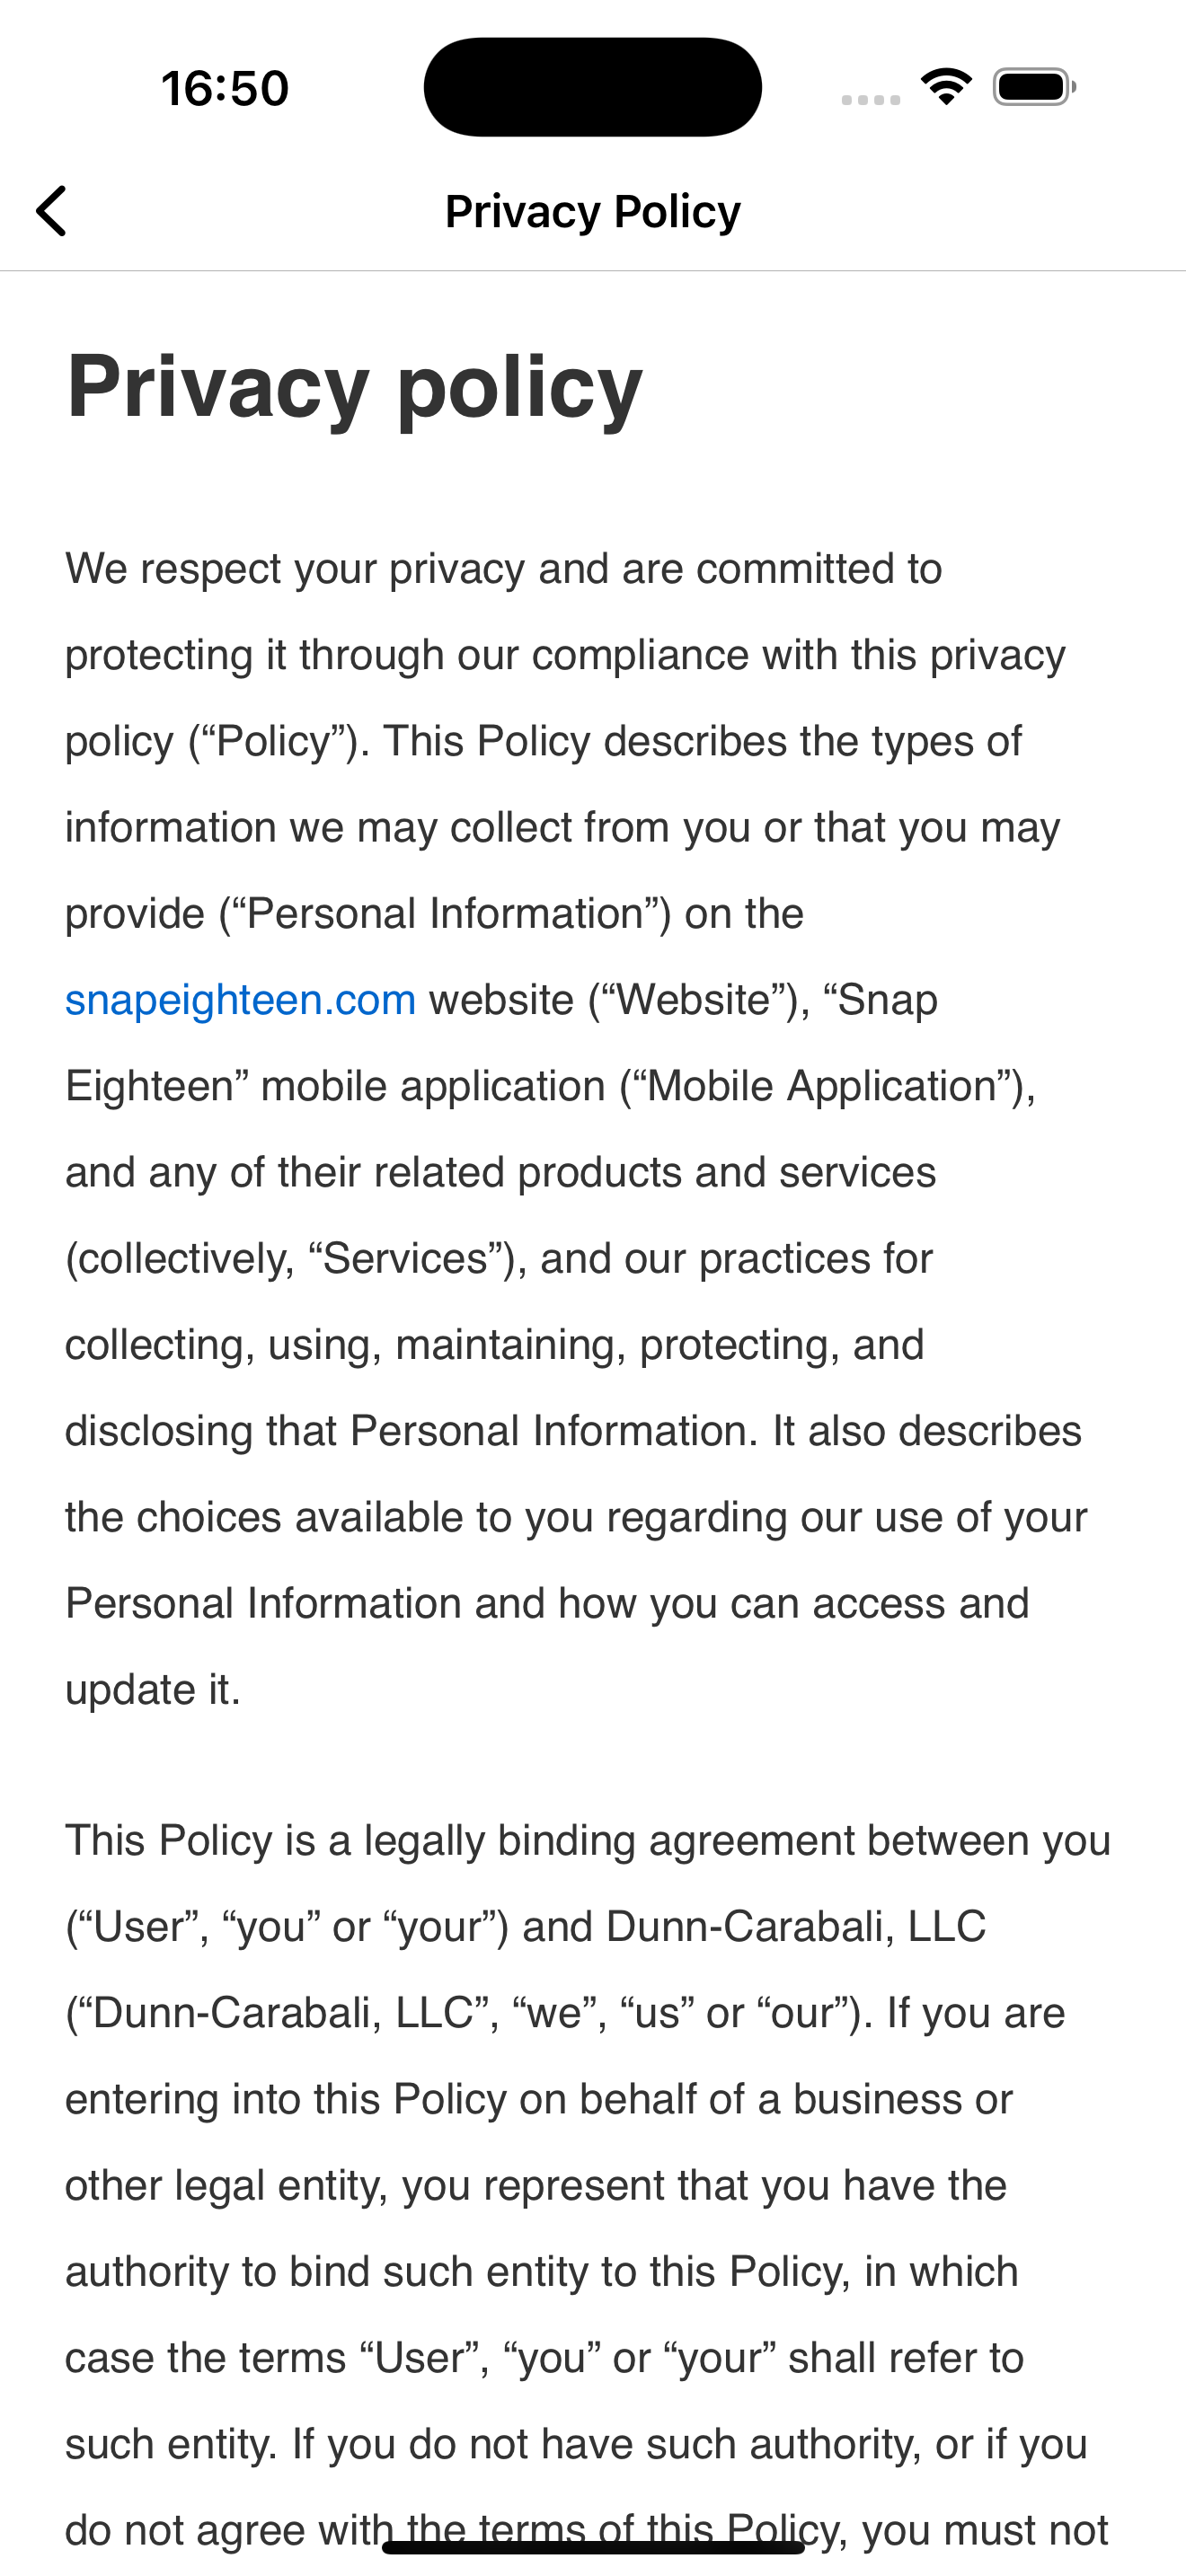 16:50
Privacy Policy
Privacy policy
We respect your privacy and are committed to
protecting it through our compliance with this privacy
policy (“Policy”). This Policy describes the types of
information we may collect from you or that you may
provide (“Personal Information”) on the
snapeighteen.com website (“Website”), “Snap
Eighteen” mobile application (“Mobile Application”),
and any of their related products and services
(collectively, “Services”), and our practices for
collecting, using, maintaining, protecting, and
disclosing that Personal Information. It also describes
the choices available to you regarding our use of your
Personal Information and how you can access and
update it.
This Policy is a legally binding agreement between you
(“User”, “you” or “your”) and Dunn-Carabali, LLC
(“Dunn-Carabali, LLC”, “we”, “us” or “our”). If you are
entering into this Policy on behalf of a business or
other legal entity, you represent that you have the
authority to bind such entity to this Policy, in which
case the terms “User”, “you” or “your” shall refer to
such entity. If you do not have such authority, or if you
do not agree with the terms of this Policy, you must not